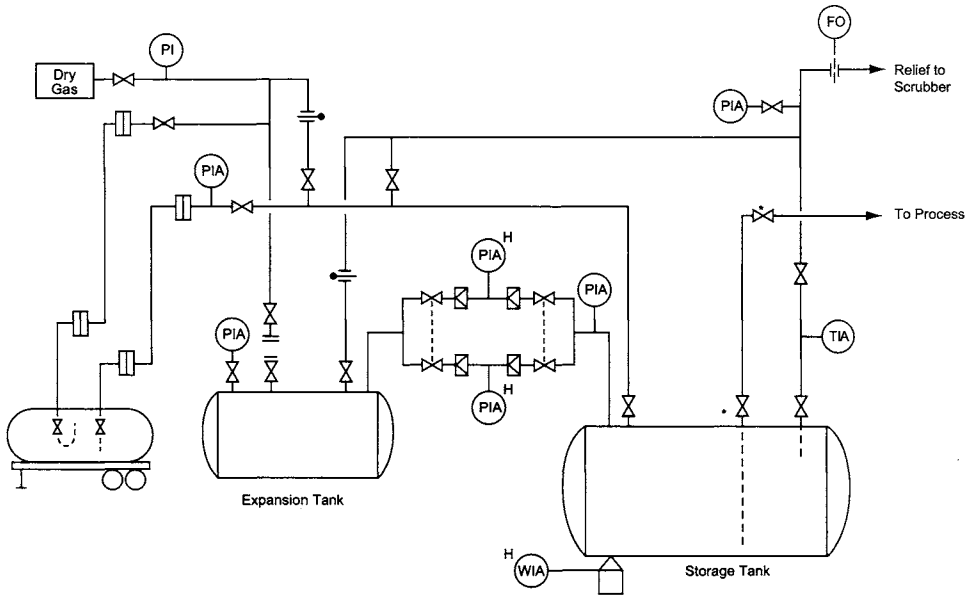 FO
PI
Dry
Gas
Relief to
Scrubber
PIA
PIA
To Process
H
PIA
PIA
PIA
TIA
PIA
H
Expansion Tank
H
WIA
Storage Tank